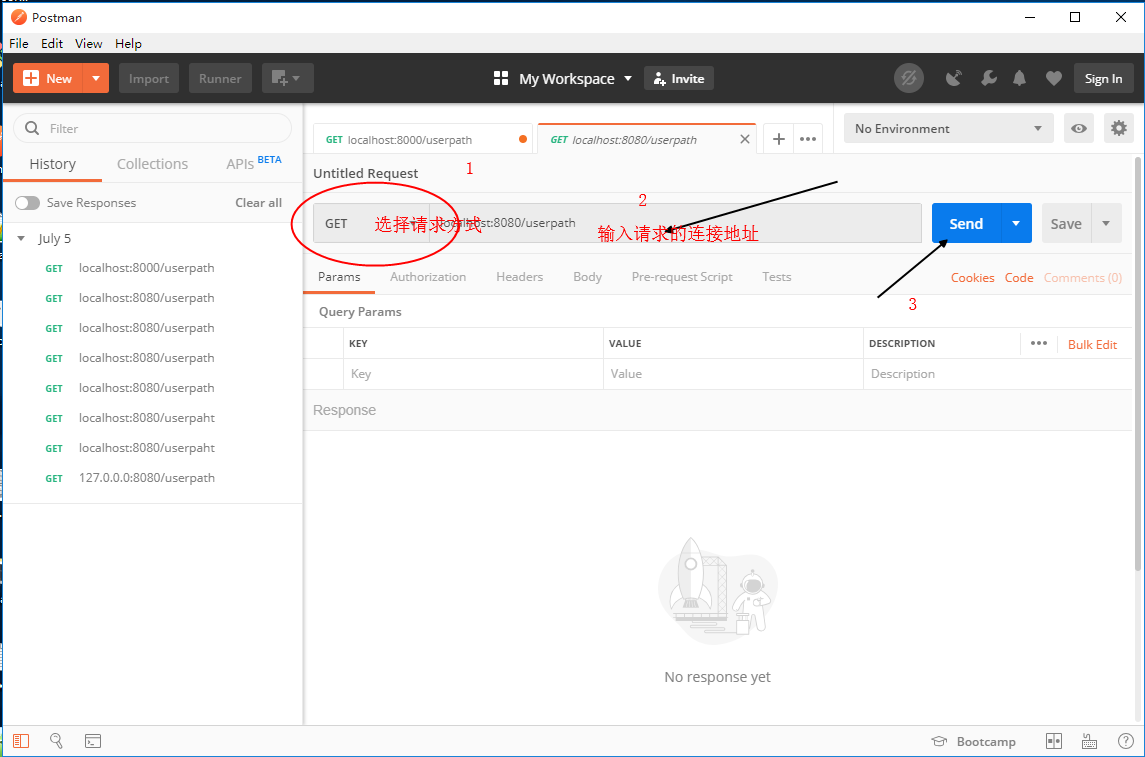 Postman
File Edit View Help
New Import Runner My Workspace Invite Sign In
Filter
History Collections APIs BETA
Save Responses Clear all
July 5
GET localhost:8000/userpath
GET localhost:8080/userpath
GET localhost:8080/userpath
GET localhost:8080/userpath
GET localhost:8080/userpath
GET localhost:8080/userpaht
GET localhost:8080/userpaht
GET 127.0.0.0:8080/userpath
GET localhost:8000/userpath GET localhost:8080/userpath No Environment
1
Untitled Request
2
GET 选择请求方式 localhost:8080/userpath Send Save
输入请求的连接地址
Params Authorization Headers Body Pre-request Script Tests Cookies Code Comments (0)
3
Query Params
KEY VALUE DESCRIPTION Bulk Edit
Key Value Description
Response
No response yet
Bootcamp